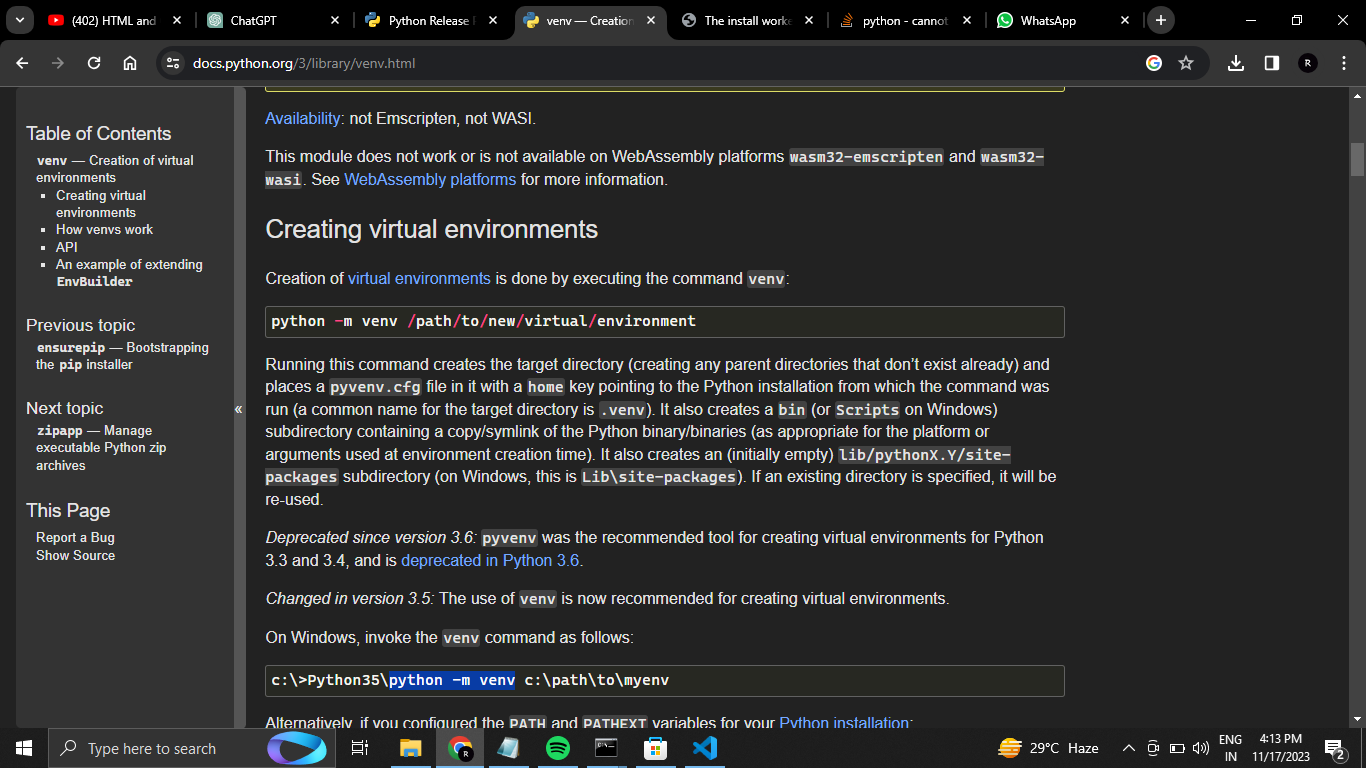 (402) HTML and
ChatGPT
Python Release
venv — Creation
The install worke
python - cannot
WhatsApp
docs.python.org/3/library/venv.html
R
Table of Contents
venv — Creation of virtual
environments
Creating virtual
environments
How venvs work
API
An example of extending
EnvBuilder
Previous topic
ensurepip — Bootstrapping
the pip installer
Next topic
zipapp — Manage
executable Python zip
archives
This Page
Report a Bug
Show Source
«
Availability: not Emscripten, not WASI.
This module does not work or is not available on WebAssembly platforms wasm32-emscripten and wasm32-
wasi. See WebAssembly platforms for more information.
Creating virtual environments
Creation of virtual environments is done by executing the command venv:
python -m venv /path/to/new/virtual/environment
Running this command creates the target directory (creating any parent directories that don’t exist already) and
places a pyvenv.cfg file in it with a home key pointing to the Python installation from which the command was
run (a common name for the target directory is .venv). It also creates a bin (or Scripts on Windows)
subdirectory containing a copy/symlink of the Python binary/binaries (as appropriate for the platform or
arguments used at environment creation time). It also creates an (initially empty) lib/pythonX.Y/site-
packages subdirectory (on Windows, this is Lib\site-packages). If an existing directory is specified, it will be
re-used.
Deprecated since version 3.6: pyvenv was the recommended tool for creating virtual environments for Python
3.3 and 3.4, and is deprecated in Python 3.6.
Changed in version 3.5: The use of venv is now recommended for creating virtual environments.
On Windows, invoke the venv command as follows:
c:\>Python35\python -m venv c:\path\to\myenv
Alternatively, if you configured the PATH and PATHEXT variables for your Python installation:
Type here to search
R
29°C Haze
ENG
IN
4:13 PM
11/17/2023
2